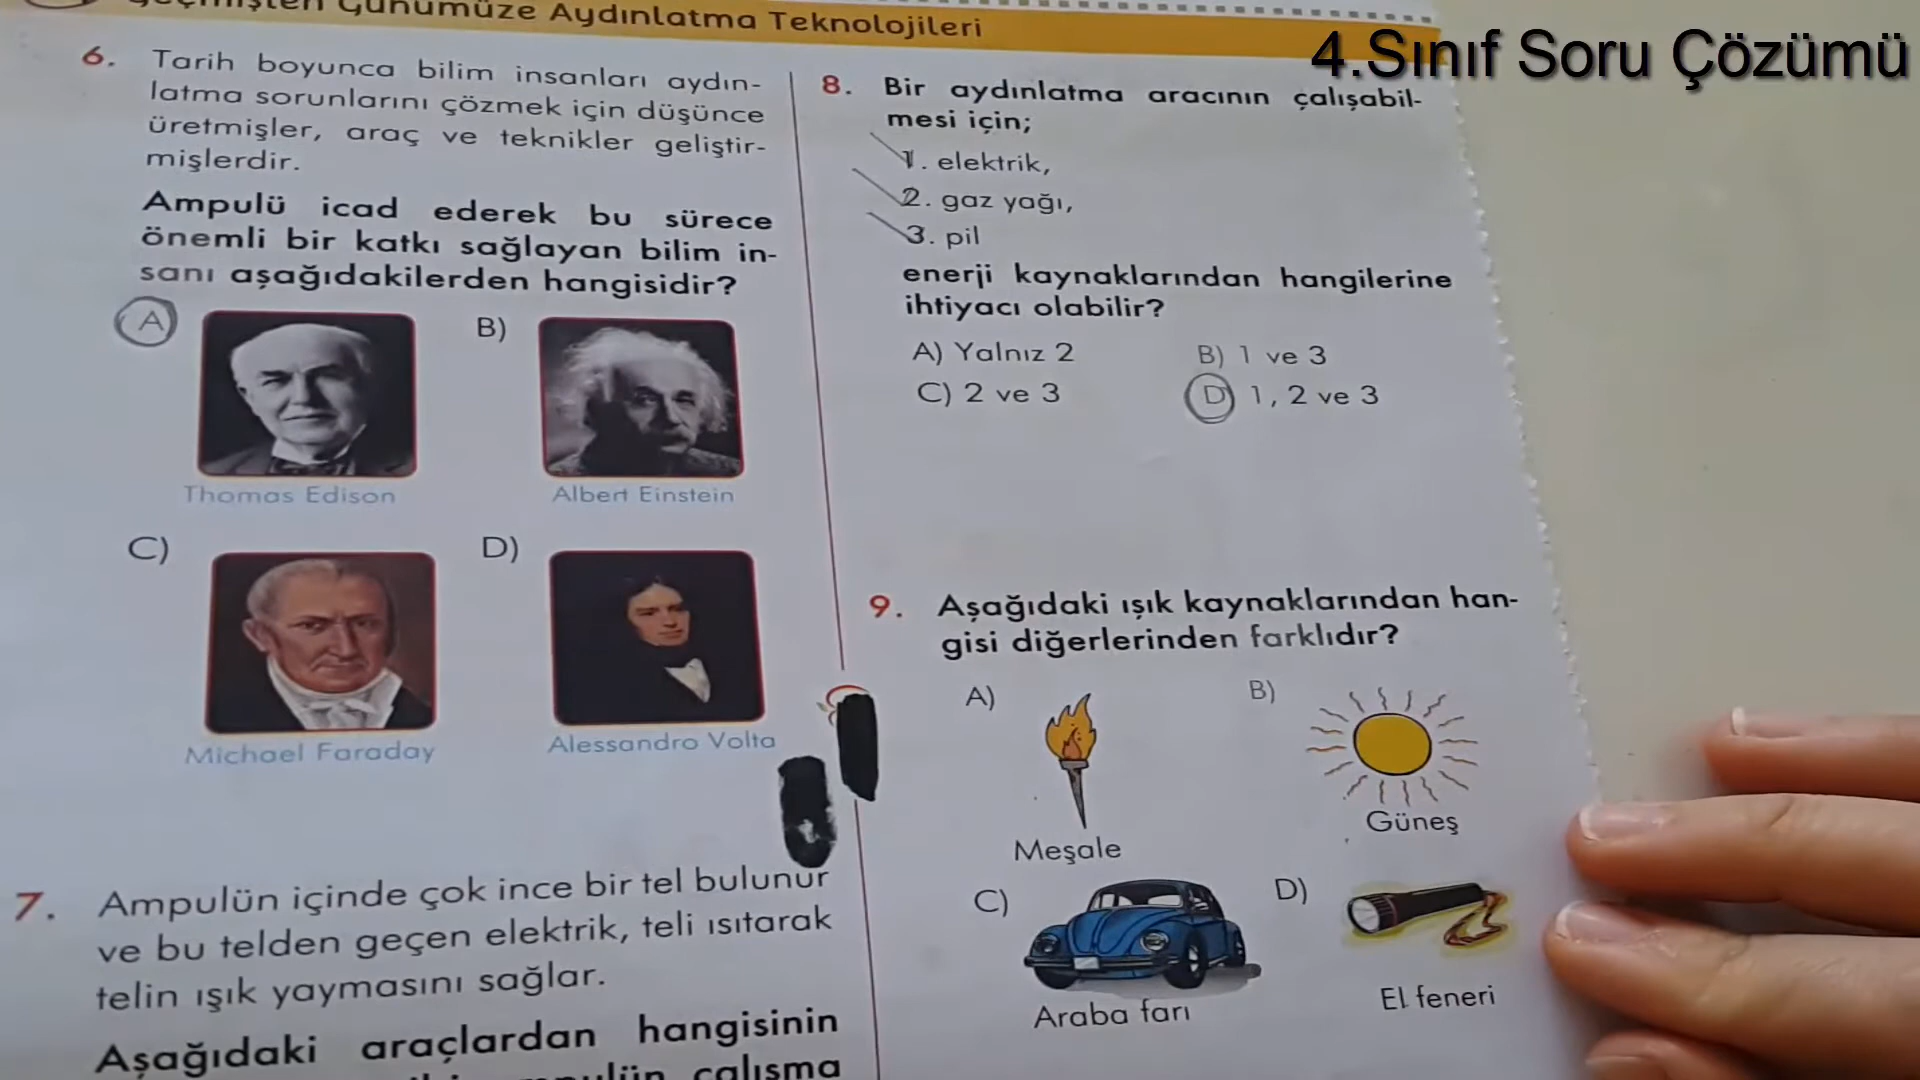 Günümüze Aydınlatma Teknolojileri
4.Sınıf Soru Çözümü
6. Tarih boyunca bilim insanları aydın-
latma sorunlarını çözmek için düşünce
üretmişler, araç ve teknikler geliştir-
mişlerdir.
Ampulü icad ederek bu sürece
önemli bir katkı sağlayan bilim in-
sanı aşağıdakilerden hangisidir?
A
B)
Thomas Edison
Albert Einstein
C)
D)
Michael Faraday
Alessandro Volta
7. Ampulün içinde çok ince bir tel bulunur
ve bu telden geçen elektrik, teli ısıtarak
telin ışık yaymasını sağlar.
Aşağıdaki araçlardan hangisinin
çalışma
8. Bir aydınlatma aracının çalışabil-
mesi için;
1. elektrik,
2. gaz yağı,
3. pil
enerji kaynaklarından hangilerine
ihtiyacı olabilir?
A) Yalnız 2
B) 1 ve 3
C) 2 ve 3
D 1, 2 ve 3
9. Aşağıdaki ışık kaynaklarından han-
gisi diğerlerinden farklıdır?
A)
B)
Meşale
Güneş
C)
D)
Araba farı
El feneri